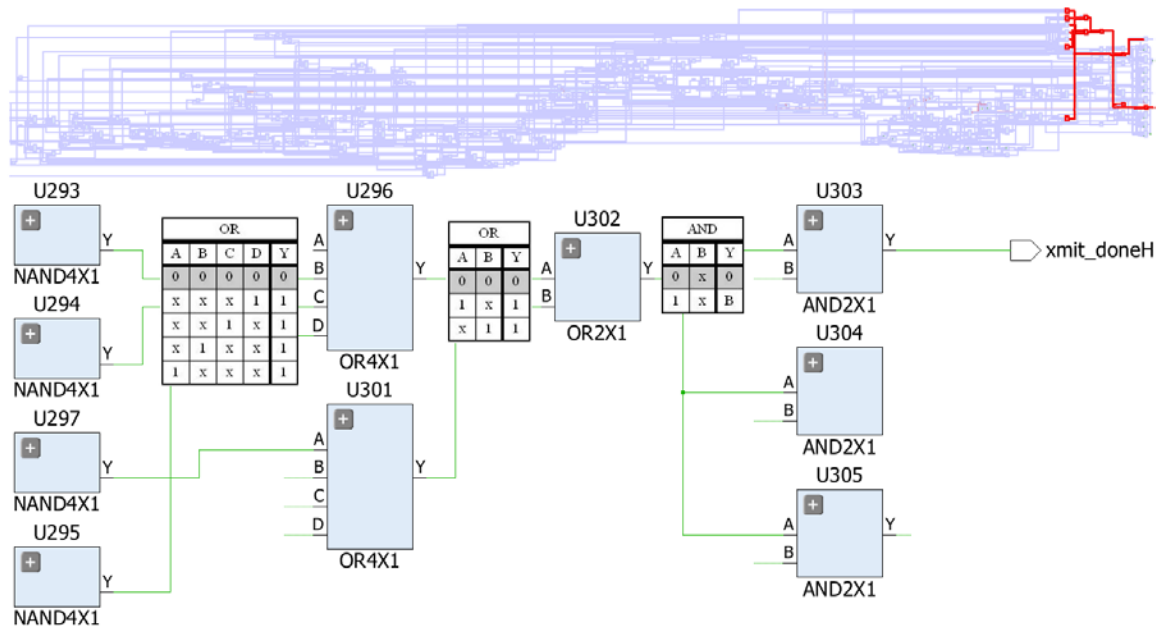 U293
Y
NAND4X1
U294
Y
NAND4X1
U297
Y
NAND4X1
U295
Y
NAND4X1
OR
A B C D Y
0 0 0 0 0
x x x 1 1
x x 1 x 1
x 1 x x 1
1 x x x 1
U296
A
B
C
D
Y
OR4X1
U301
A
B
C
D
Y
OR4X1
OR
A B Y
0 0 0
1 x 1
x 1 1
U302
A
B
Y
OR2X1
AND
A B Y
0 x 0
1 x B
U303
A
B
Y
AND2X1
xmit_doneH
U304
A
B
AND2X1
U305
A
B
Y
AND2X1